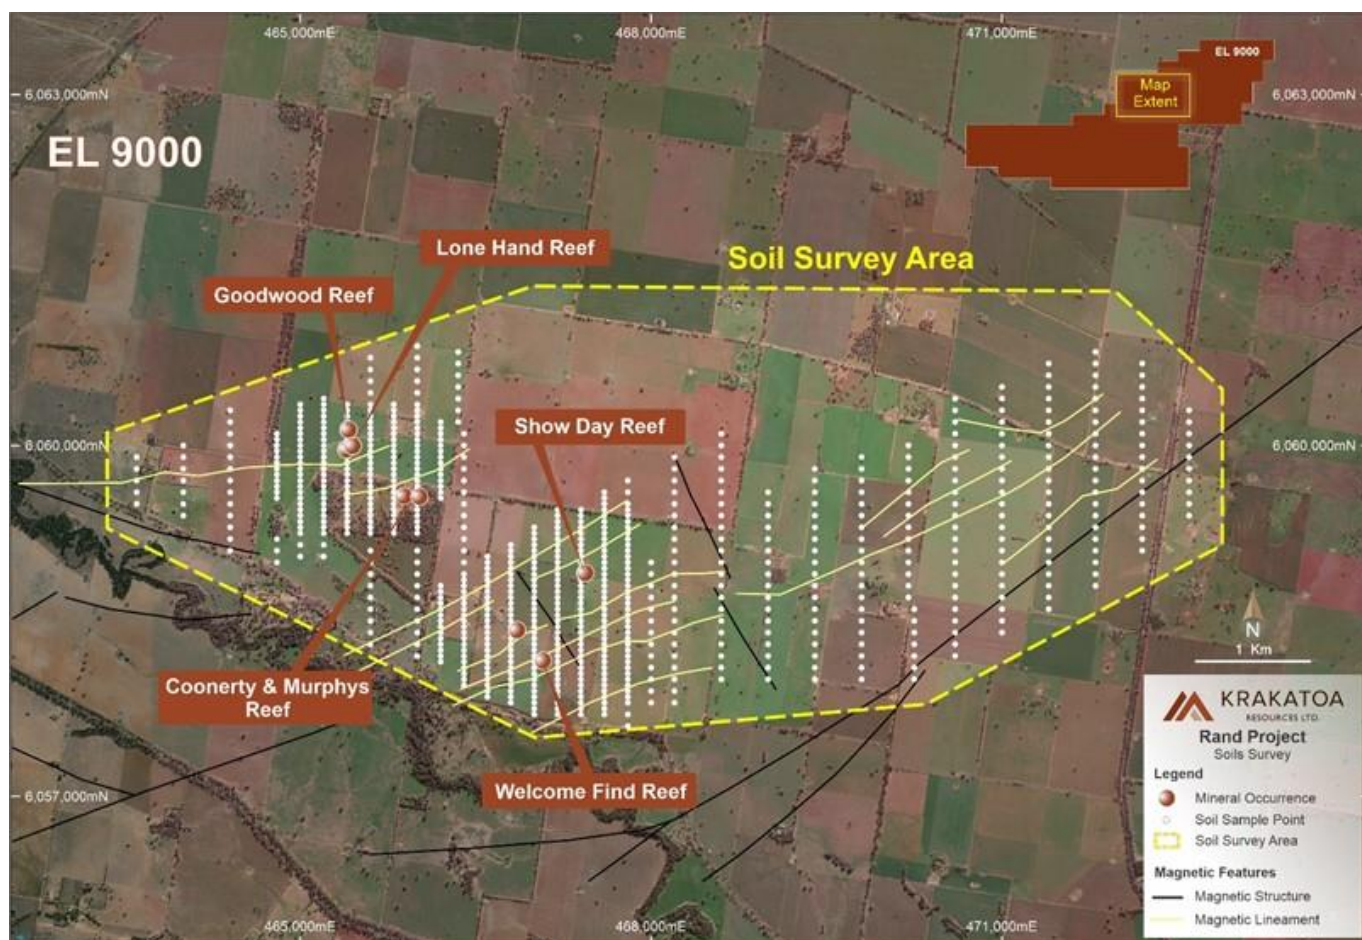 465,000mE
468,000mE
471,000mE
EL 9000
Map
Extent
6,063,000mN
6,063,000mN
EL 9000
Lone Hand Reef
Soil Survey Area
Goodwood Reef
Show Day Reef
6,060,000mN
6,060,000mN
N
1 Km
Coonerty & Murphys
Reef
Welcome Find Reef
6,057,000mN
KRAKATOA
RESOURCES LTD.
Rand Project
Soils Survey
Legend
Mineral Occurrence
Soil Sample Point
Soil Survey Area
Magnetic Features
Magnetic Structure
Magnetic Lineament
465,000mE
468,000mE
471,000mE